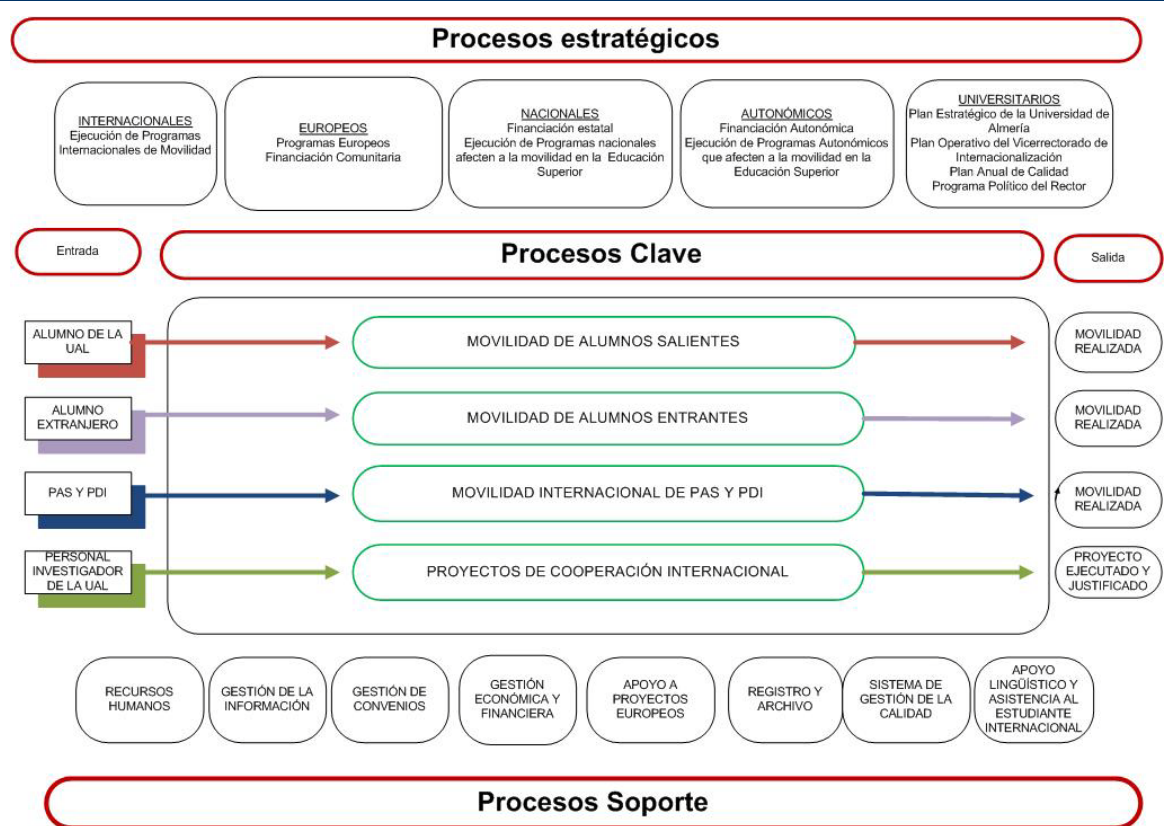 Procesos estratégicos
INTERNACIONALES
Ejecución de Programas
Internacionales de Movilidad
EUROPEOS
Programas Europeos
Financiación Comunitaria
NACIONALES
Financiación estatal
Ejecución de Programas nacionales
afecten a la movilidad en la Educación
Superior
AUTONÓMICOS
Financiación Autonómica
Ejecución de Programas Autonómicos
que afecten a la movilidad en la
Educación Superior
UNIVERSITARIOS
Plan Estratégico de la Universidad de
Almería
Plan Operativo del Vicerrectorado de
Internacionalización
Plan Anual de Calidad
Programa Político del Rector
Entrada
Procesos Clave
Salida
ALUMNO DE LA
UAL
MOVILIDAD DE ALUMNOS SALIENTES
MOVILIDAD
REALIZADA
ALUMNO
EXTRANJERO
MOVILIDAD DE ALUMNOS ENTRANTES
MOVILIDAD
REALIZADA
PAS Y PDI
MOVILIDAD INTERNACIONAL DE PAS Y PDI
MOVILIDAD
REALIZADA
PERSONAL
INVESTIGADOR
DE LA UAL
PROYECTOS DE COOPERACIÓN INTERNACIONAL
PROYECTO
EJECUTADO Y
JUSTIFICADO
RECURSOS
HUMANOS
GESTIÓN DE LA
INFORMACIÓN
GESTIÓN DE
CONVENIOS
GESTIÓN
ECONÓMICA Y
FINANCIERA
APOYO A
PROYECTOS
EUROPEOS
REGISTRO Y
ARCHIVO
SISTEMA DE
GESTIÓN DE LA
CALIDAD
APOYO
LINGÜÍSTICO Y
ASISTENCIA AL
ESTUDIANTE
INTERNACIONAL
Procesos Soporte